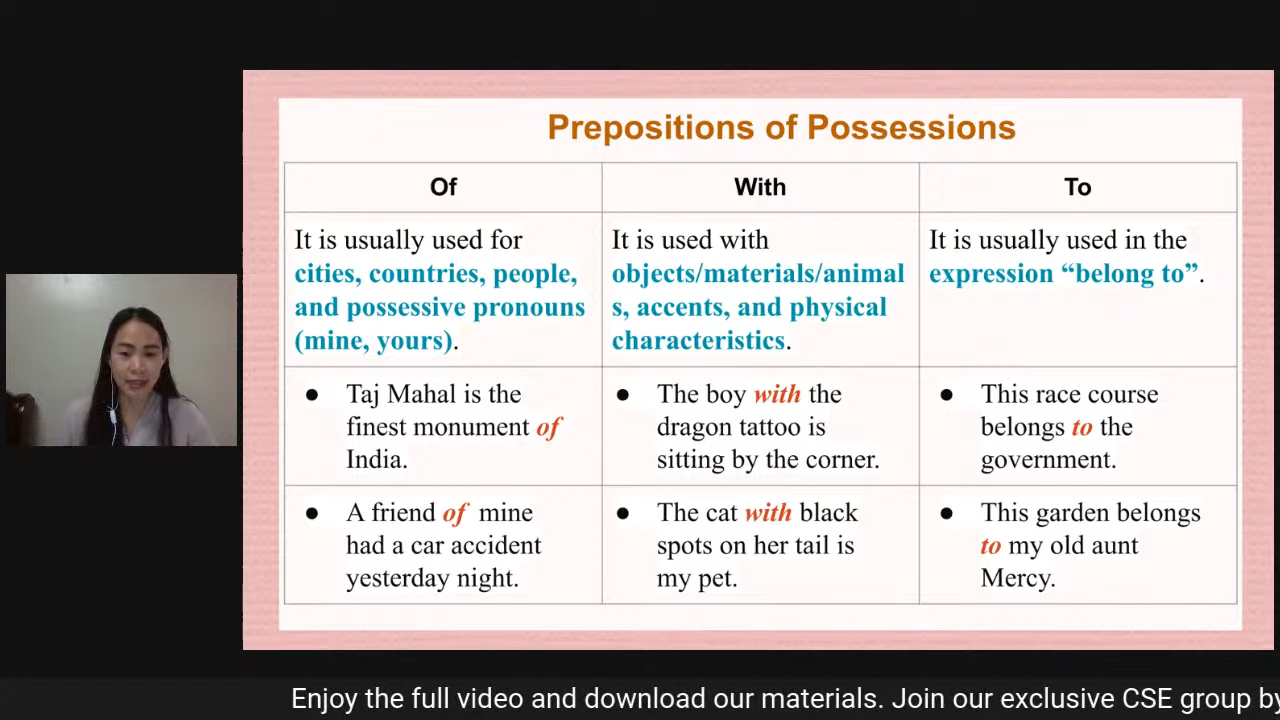 Prepositions of Possessions
Of
With
To
It is usually used for
cities, countries, people,
and possessive pronouns
(mine, yours).
It is used with
objects/materials/animal
s, accents, and physical
characteristics.
It is usually used in the
expression “belong to”.
● Taj Mahal is the
finest monument of
India.
● The boy with the
dragon tattoo is
sitting by the corner.
● This race course
belongs to the
government.
● A friend of mine
had a car accident
yesterday night.
● The cat with black
spots on her tail is
my pet.
● This garden belongs
to my old aunt
Mercy.
Enjoy the full video and download our materials. Join our exclusive CSE group by